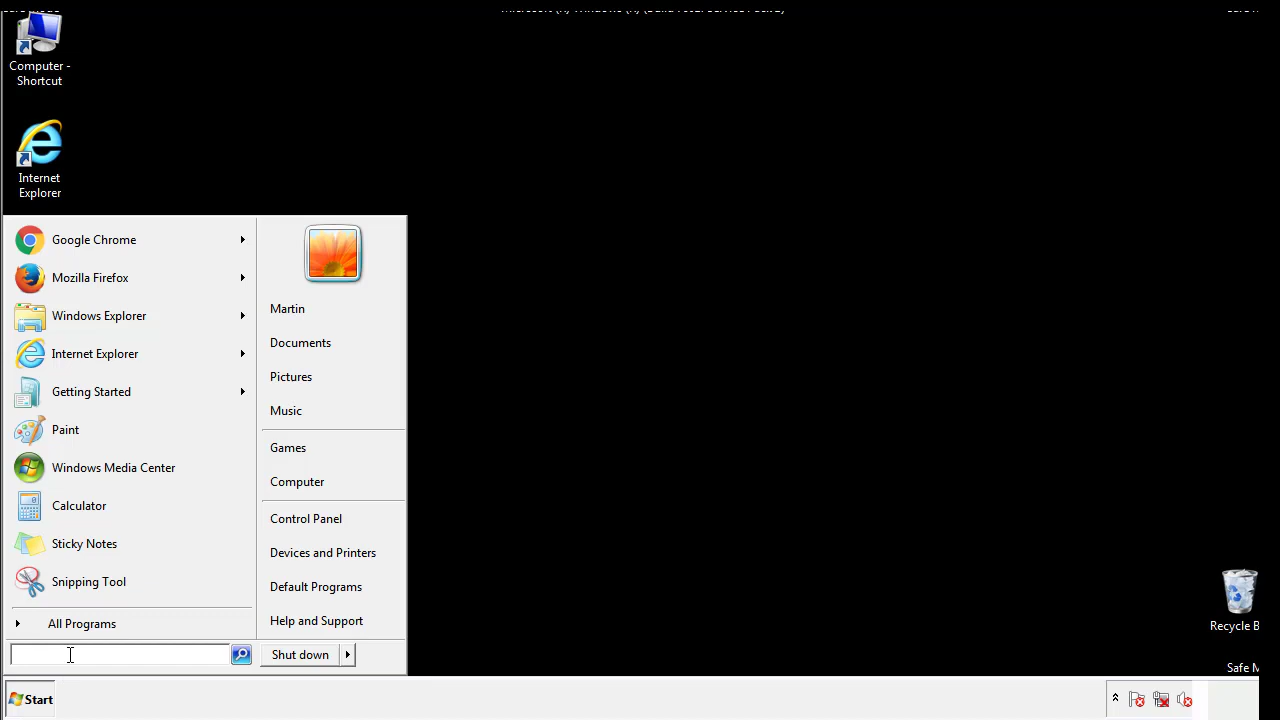 Computer -
Shortcut
Internet
Explorer
Google Chrome
Mozilla Firefox
Windows Explorer
Internet Explorer
Getting Started
Paint
Windows Media Center
Calculator
Sticky Notes
Snipping Tool
All Programs
Martin
Documents
Pictures
Music
Games
Computer
Control Panel
Devices and Printers
Default Programs
Help and Support
Shut down
Recycle B
Safe M
Start